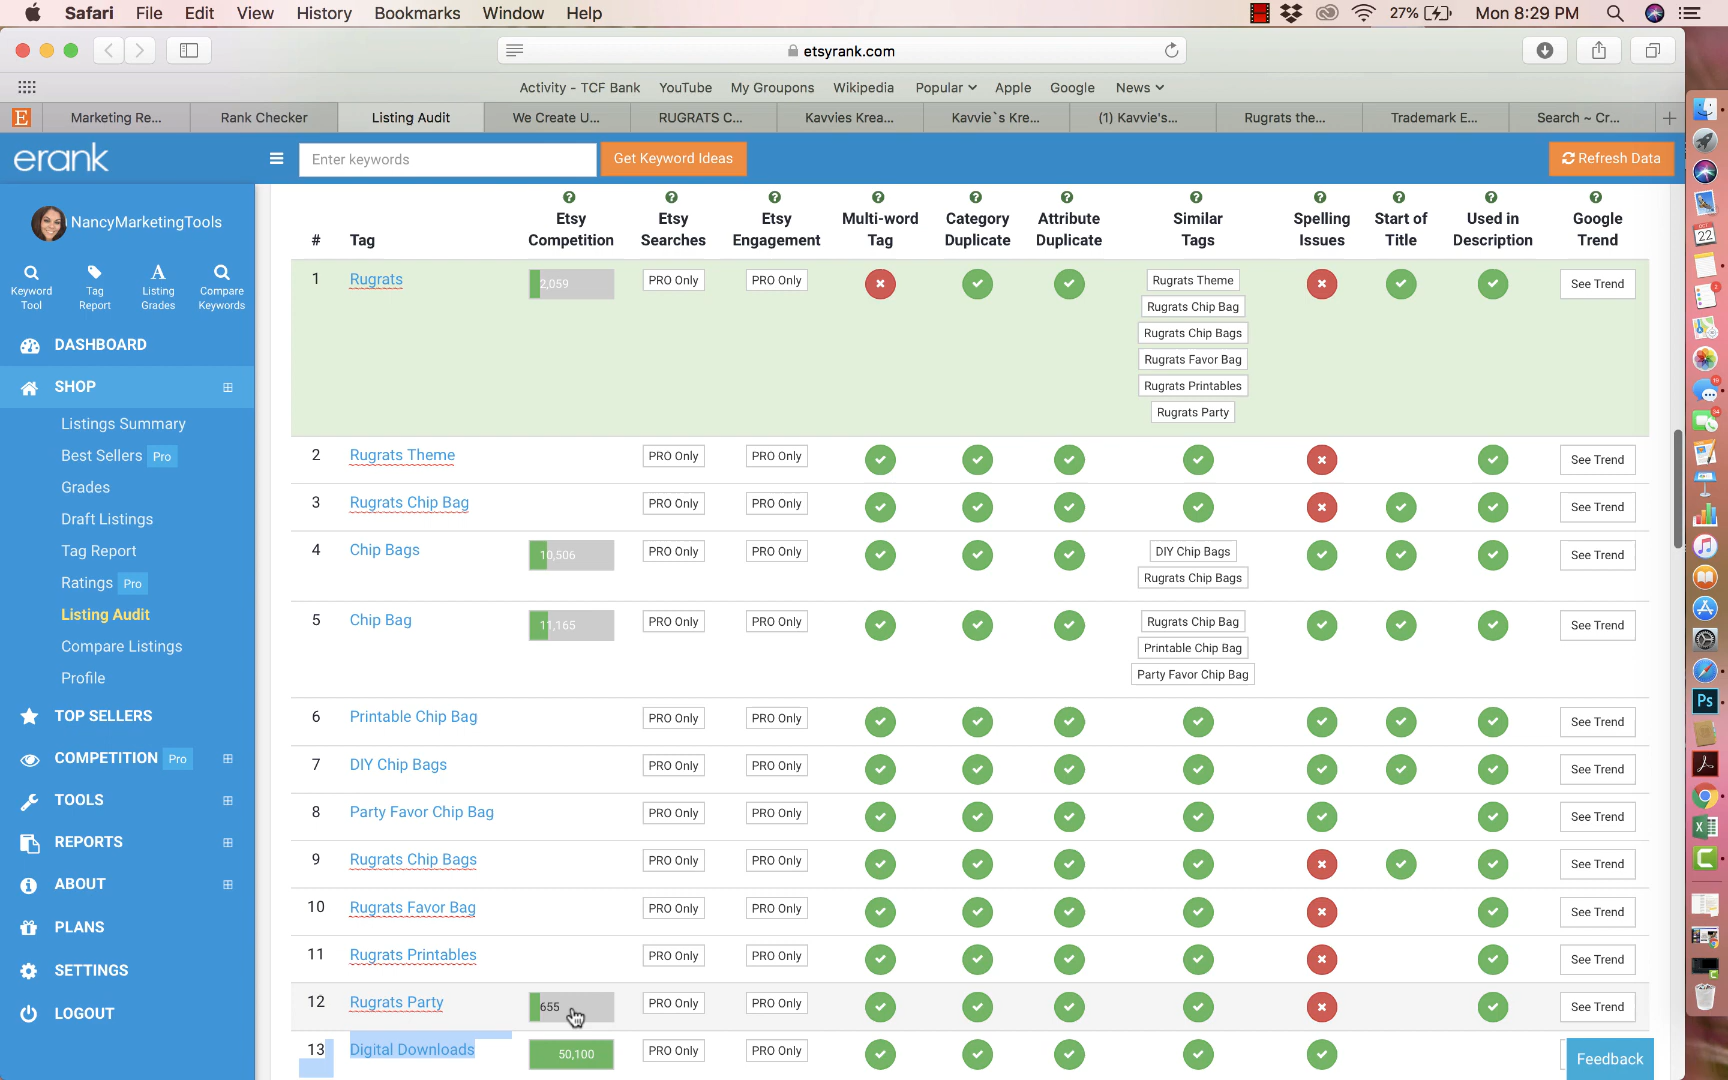 Safari File Edit View History Bookmarks Window Help 27% Mon 8:29 PM
etsyrank.com
Activity - TCF Bank YouTube My Groupons Wikipedia Popular Apple Google News
Marketing Re... Rank Checker Listing Audit We Create U... RUGRATS C... Kavvies Krea... Kavvie`s Kre... (1) Kavvie's... Rugrats the... Trademark E... Search ~ Cr...
erank Enter keywords Get Keyword Ideas Refresh Data
NancyMarketingTools
Keyword Tool
Tag Report
Listing Grades
Compare Keywords
DASHBOARD
SHOP
Listings Summary
Best Sellers Pro
Grades
Draft Listings
Tag Report
Ratings Pro
Listing Audit
Compare Listings
Profile
TOP SELLERS
COMPETITION Pro
TOOLS
REPORTS
ABOUT
PLANS
SETTINGS
LOGOUT
# Tag Etsy Competition Etsy Searches Etsy Engagement Multi-word Tag Category Duplicate Attribute Duplicate Similar Tags Spelling Issues Start of Title Used in Description Google Trend
1 Rugrats 2,059 PRO Only PRO Only Rugrats Theme See Trend
Rugrats Chip Bag
Rugrats Chip Bags
Rugrats Favor Bag
Rugrats Printables
Rugrats Party
2 Rugrats Theme PRO Only PRO Only See Trend
3 Rugrats Chip Bag PRO Only PRO Only See Trend
4 Chip Bags 10,506 PRO Only PRO Only DIY Chip Bags See Trend
Rugrats Chip Bags
5 Chip Bag 11,165 PRO Only PRO Only Rugrats Chip Bag See Trend
Printable Chip Bag
Party Favor Chip Bag
6 Printable Chip Bag PRO Only PRO Only See Trend
7 DIY Chip Bags PRO Only PRO Only See Trend
8 Party Favor Chip Bag PRO Only PRO Only See Trend
9 Rugrats Chip Bags PRO Only PRO Only See Trend
10 Rugrats Favor Bag PRO Only PRO Only See Trend
11 Rugrats Printables PRO Only PRO Only See Trend
12 Rugrats Party 655 PRO Only PRO Only See Trend
13 Digital Downloads 50,100 PRO Only PRO Only
Feedback